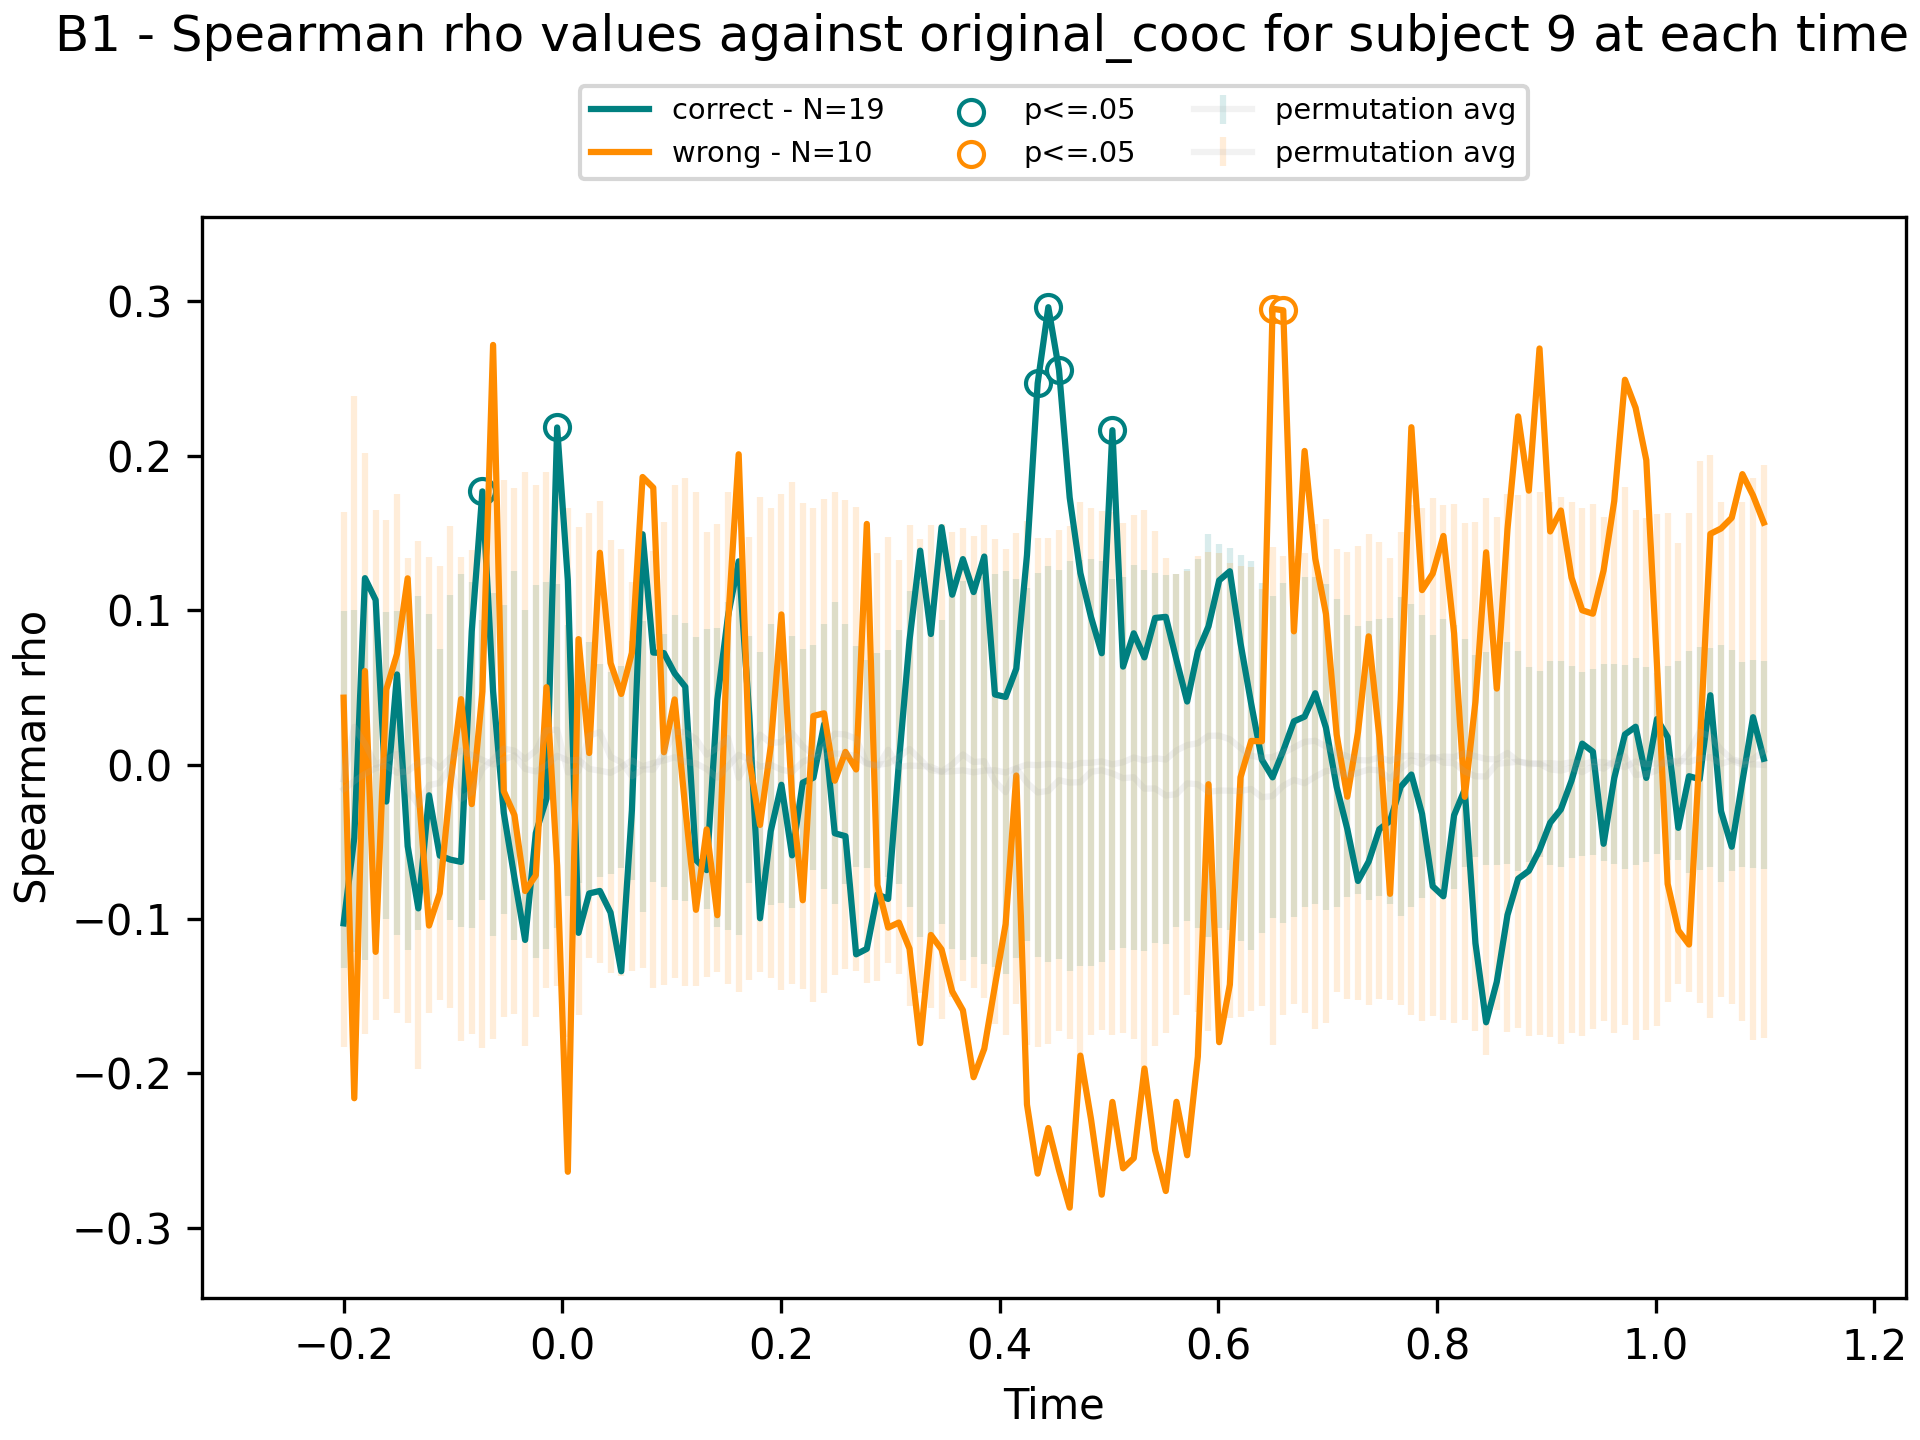 B1 - Spearman rho values against original_cooc for subject 9 at each time
correct - N=19
wrong - N=10
p<=.05
p<=.05
permutation avg
permutation avg
Spearman rho
0.3
0.2
0.1
0.0
−0.1
−0.2
−0.3
−0.2
0.0
0.2
0.4
0.6
0.8
1.0
1.2
Time